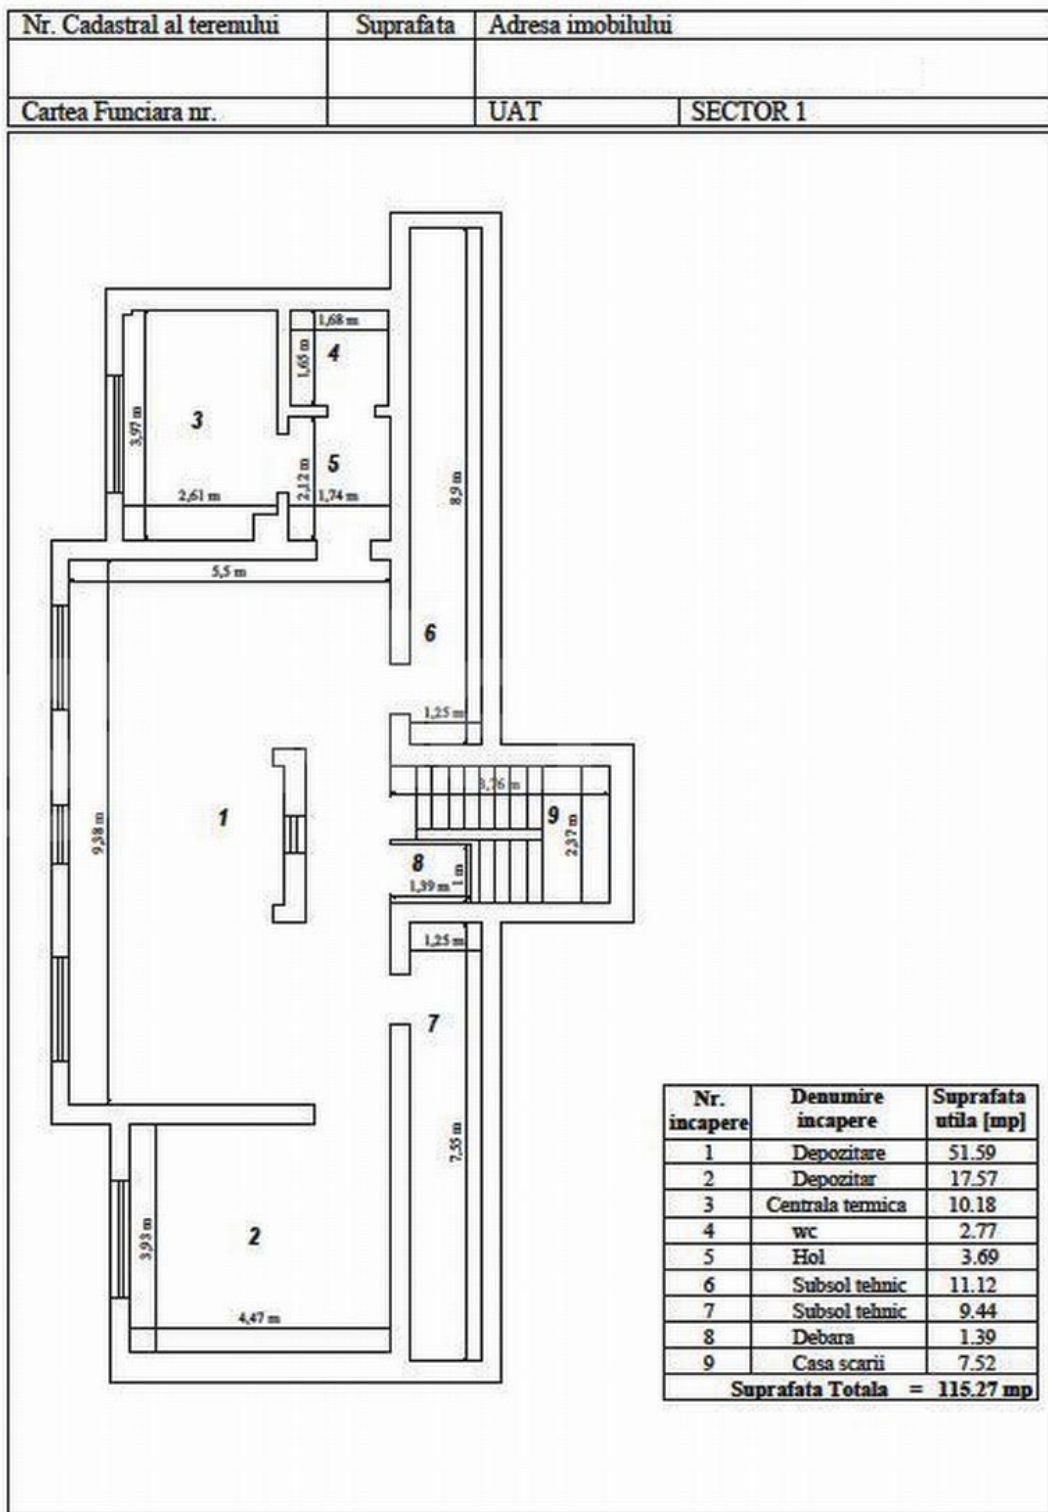 Nr. Cadastral al terenului Suprafata Adresa imobilului
Cartea Funciara nr. UAT SECTOR 1
1,68 m
4
1,65 m
3
3,97 m
5
2,12 m
2,61 m
1,74 m
8,9 m
5,5 m
6
1,25 m
3,76 m
9
1
9,38 m
2,37 m
8
1 m
1,39 m
1,25 m
7
7,55 m
2
3,93 m
4,47 m
Nr. incapere Denumire incapere Suprafata utila [mp]
1 Depozitare 51.59
2 Depozitar 17.57
3 Centrala termica 10.18
4 wc 2.77
5 Hol 3.69
6 Subsol tehnic 11.12
7 Subsol tehnic 9.44
8 Debara 1.39
9 Casa scarii 7.52
Suprafata Totala = 115.27 mp